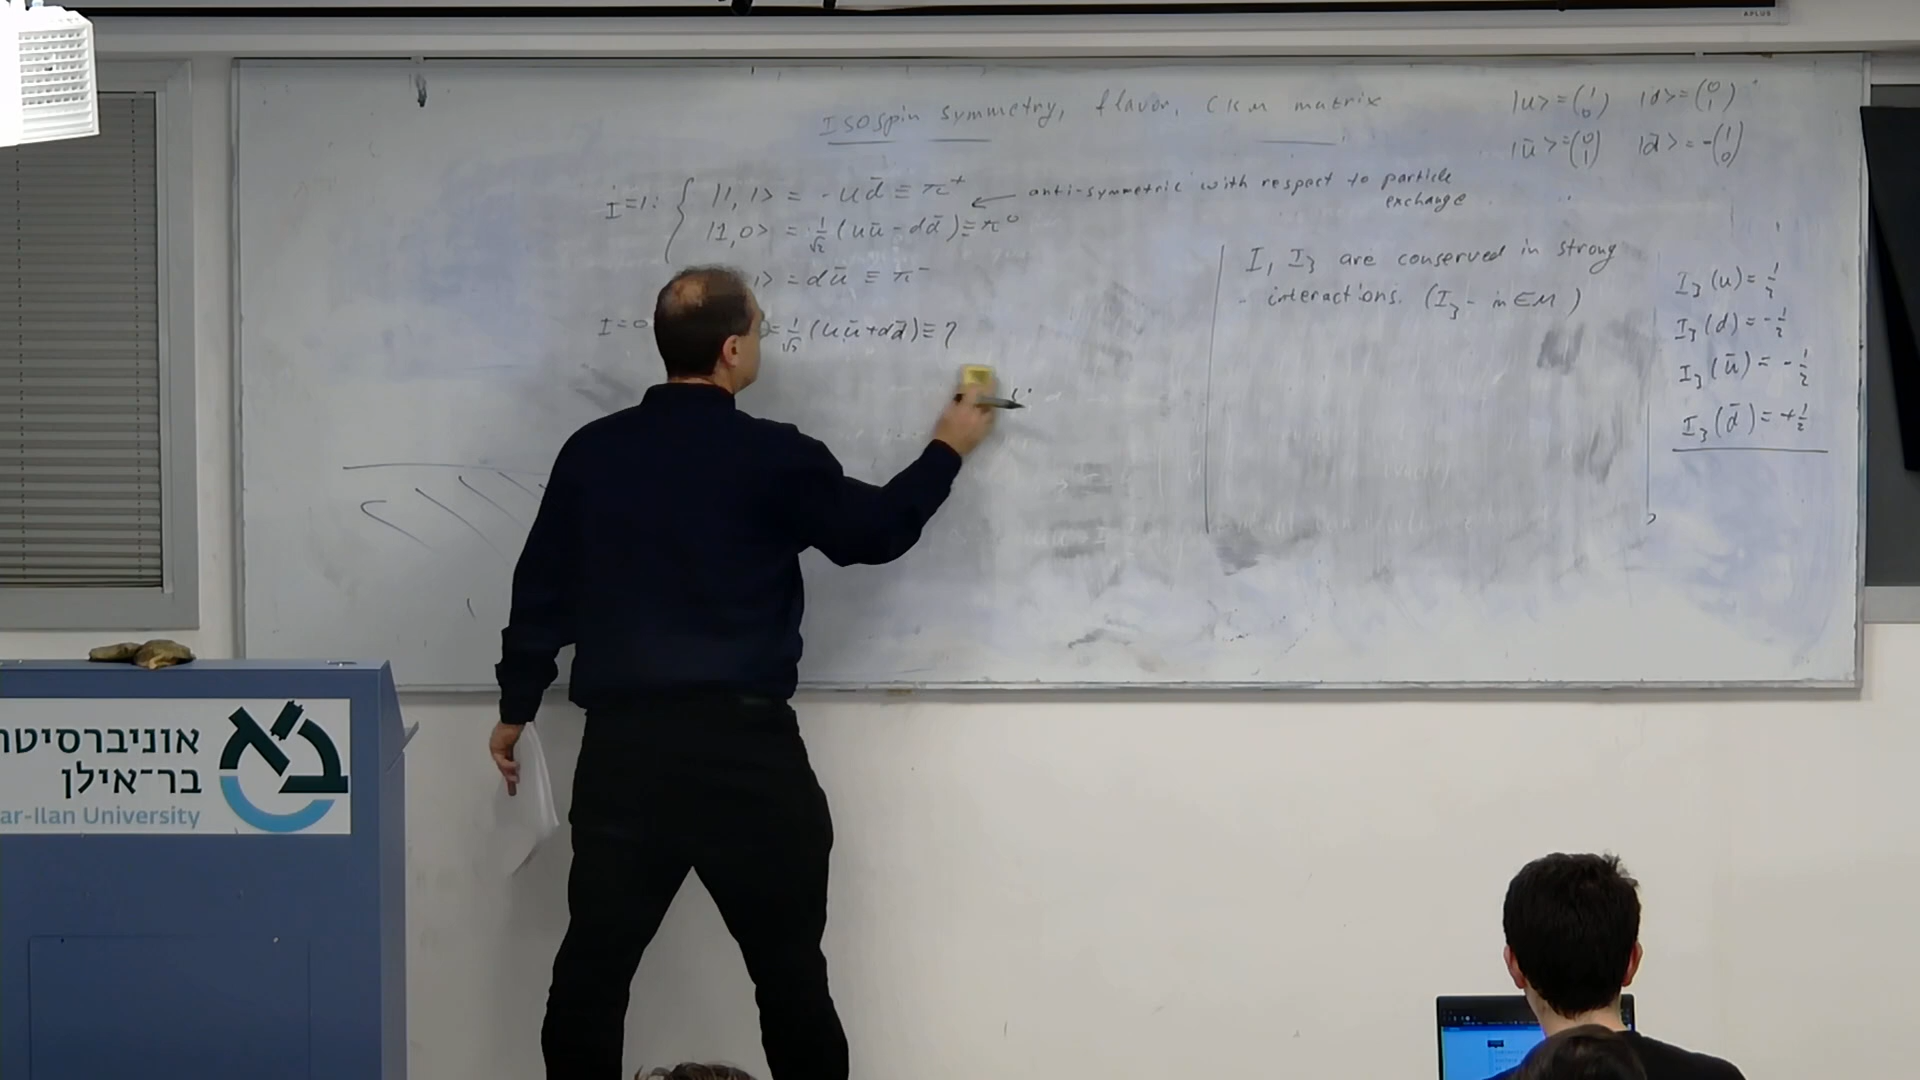 APLUS
Isospin symmetry, flavor, CKM matrix
|u> = (1 0) |d> = (0 1)
|ū> = (0 1) |d̄> = -(1 0)
I=1: { |1, 1> = -ud̄ ≡ π⁺ ← anti-symmetric with respect to particle exchange
|1, 0> = 1/√2 (uū - dd̄) ≡ π⁰
1> = dū ≡ π⁻
I=0 = 1/√2 (uū + dd̄) ≡ η
I, I₃ are conserved in strong
interactions. (I₃ - in EM)
I₃(u) = 1/2
I₃(d) = -1/2
I₃(ū) = -1/2
I₃(d̄) = +1/2
אוניברסיטת
בר-אילן
ar-Ilan University